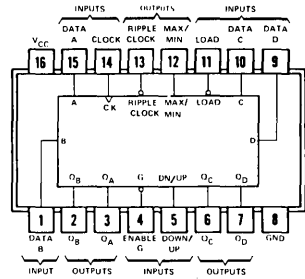 INPUTS OUTPUTS INPUTS
DATA RIPPLE MAX/ DATA DATA
VCC A CLOCK CLOCK MIN LOAD C D
16 15 14 13 12 11 10 9
A CK RIPPLE CLOCK MAX/ MIN LOAD C
B D
QB QA G DN/UP QC QD
1 2 3 4 5 6 7 8
DATA QB QA ENABLE DOWN/ QC QD GND
B G UP
INPUT OUTPUTS INPUTS OUTPUTS